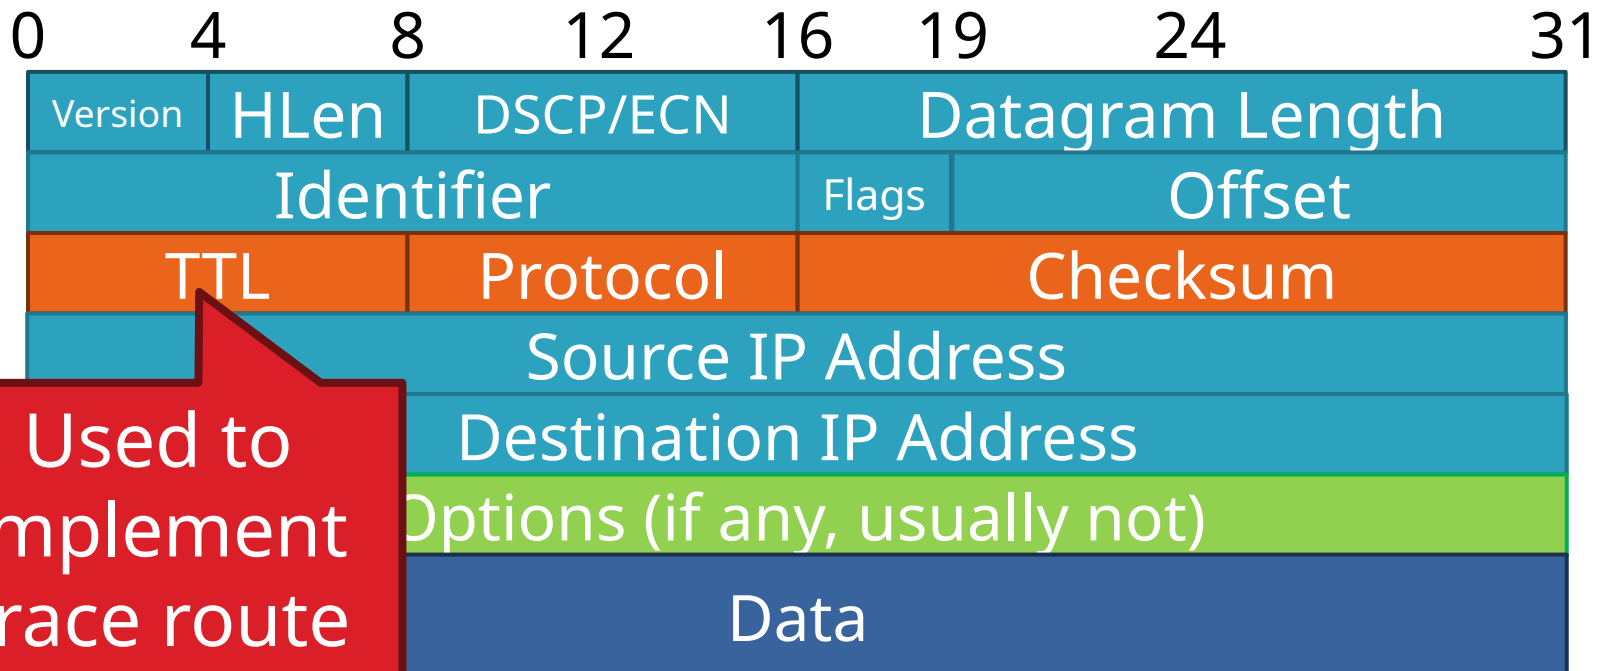 0 4 8 12 16 19 24 31
Version HLen DSCP/ECN Datagram Length
Identifier Flags Offset
TTL Protocol Checksum
Source IP Address
Destination IP Address
Options (if any, usually not)
Data
Used to
mplement
race route